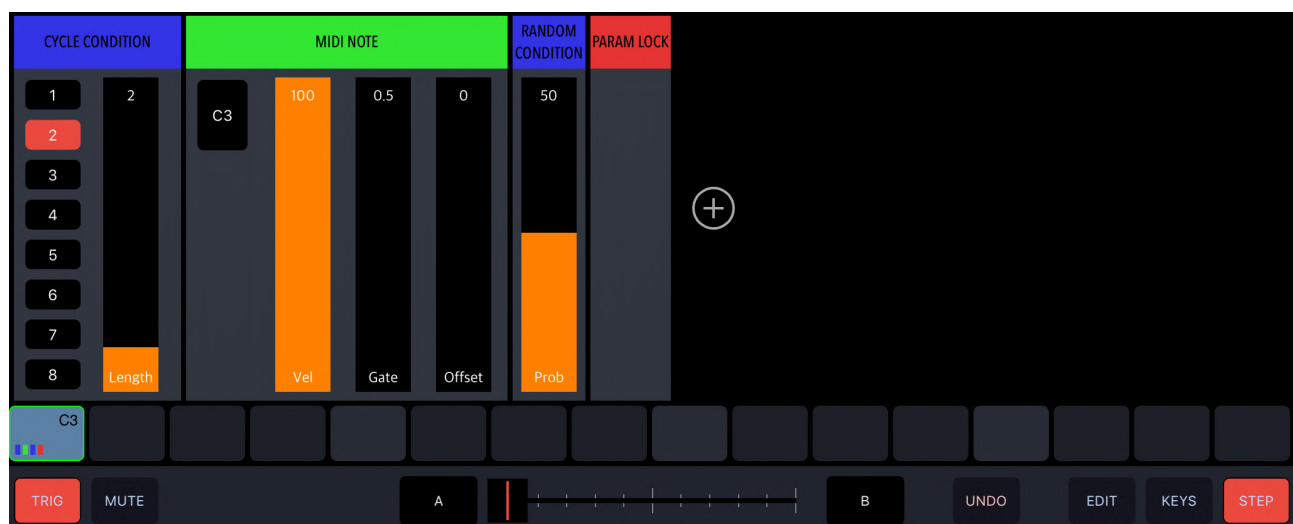 CYCLE CONDITION
MIDI NOTE
RANDOM
CONDITION
PARAM LOCK
1
2
3
4
5
6
7
8
2
Length
C3
100
Vel
0.5
Gate
0
Offset
50
Prob
C3
TRIG
MUTE
A
B
UNDO
EDIT
KEYS
STEP